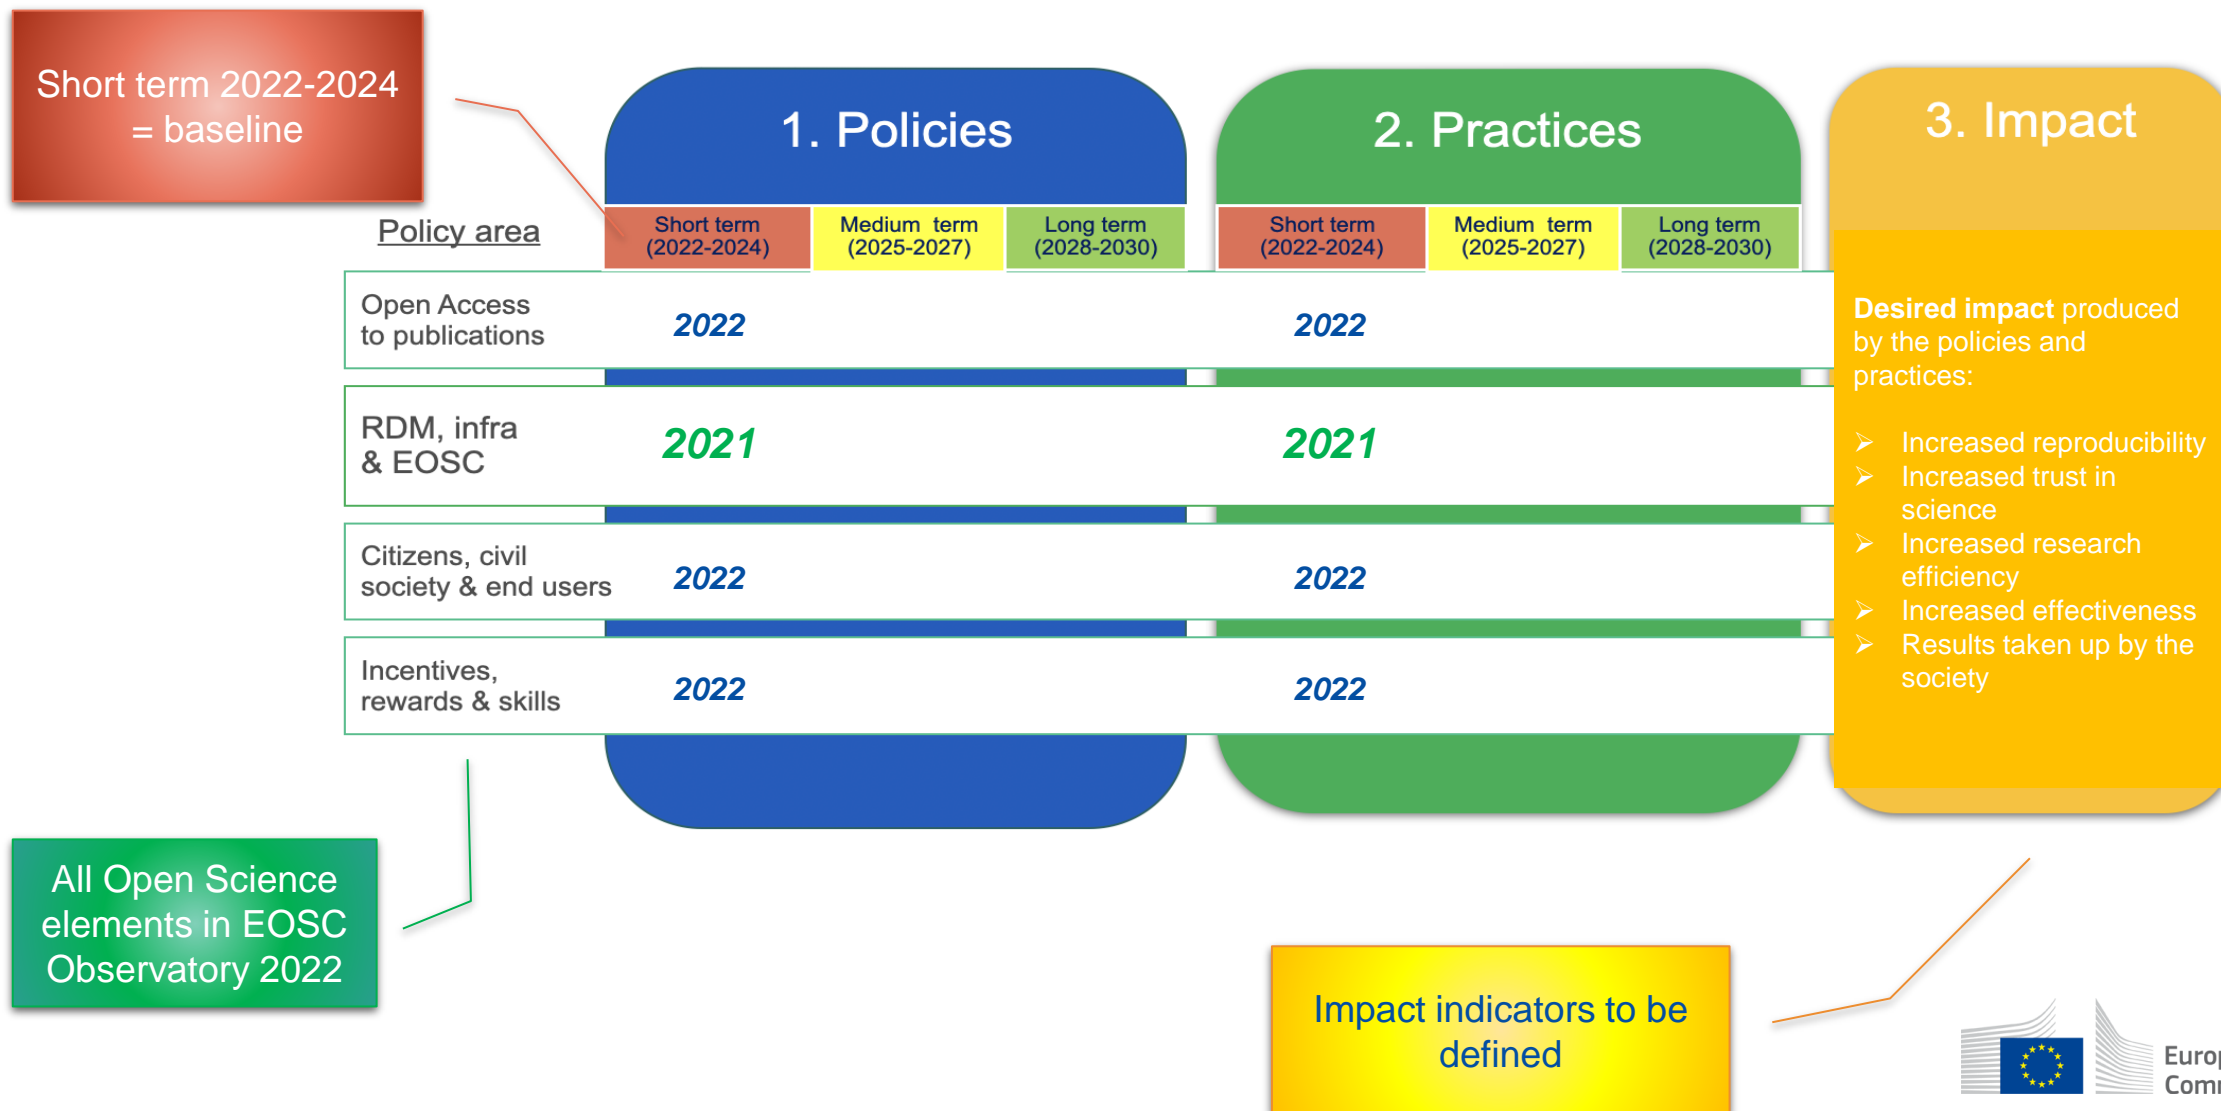 Short term 2022-2024
= baseline
1. Policies
2. Practices
3. Impact
Policy area
Short term
(2022-2024)
Medium term
(2025-2027)
Long term
(2028-2030)
Short term
(2022-2024)
Medium term
(2025-2027)
Long term
(2028-2030)
Open Access
to publications
2022
2022
RDM, infra
& EOSC
2021
2021
Citizens, civil
society & end users
2022
2022
Incentives,
rewards & skills
2022
2022
Desired impact produced
by the policies and
practices:
➢ Increased reproducibility
➢ Increased trust in
science
➢ Increased research
efficiency
➢ Increased effectiveness
➢ Results taken up by the
society
All Open Science
elements in EOSC
Observatory 2022
Impact indicators to be
defined